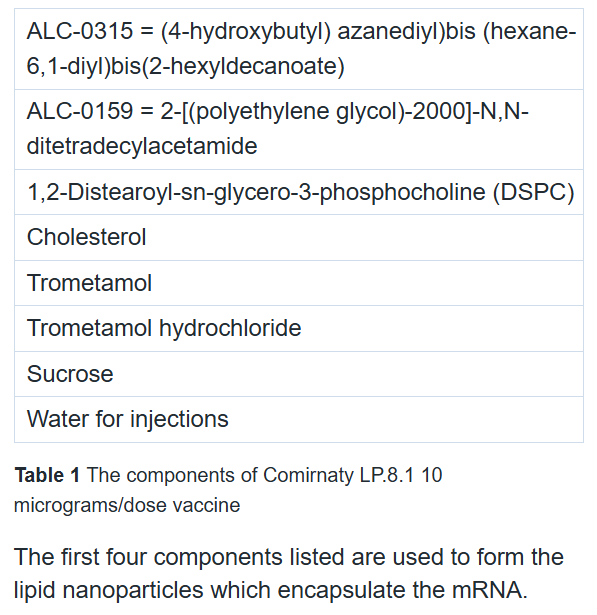 ALC-0315 = (4-hydroxybutyl) azanediyl)bis (hexane-
6,1-diyl)bis(2-hexyldecanoate)
ALC-0159 = 2-[(polyethylene glycol)-2000]-N,N-
ditetradecylacetamide
1,2-Distearoyl-sn-glycero-3-phosphocholine (DSPC)
Cholesterol
Trometamol
Trometamol hydrochloride
Sucrose
Water for injections
Table 1 The components of Comirnaty LP.8.1 10
micrograms/dose vaccine
The first four components listed are used to form the
lipid nanoparticles which encapsulate the mRNA.